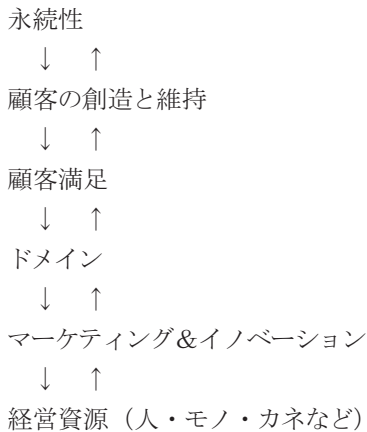 永続性
↓ ↑
顧客の創造と維持
↓ ↑
顧客満足
↓ ↑
ドメイン
↓ ↑
マーケティング＆イノベーション
↓ ↑
経営資源（人・モノ・カネなど）